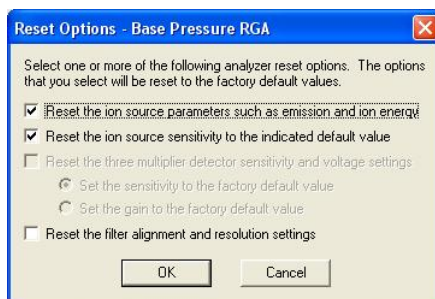 Reset Options - Base Pressure RGA
Select one or more of the following analyzer reset options. The options
that you select will be reset to the factory default values.
Reset the ion source parameters such as emission and ion energy
Reset the ion source sensitivity to the indicated default value
Reset the three multiplier detector sensitivity and voltage settings
Set the sensitivity to the factory default value
Set the gain to the factory default value
Reset the filter alignment and resolution settings
OK
Cancel